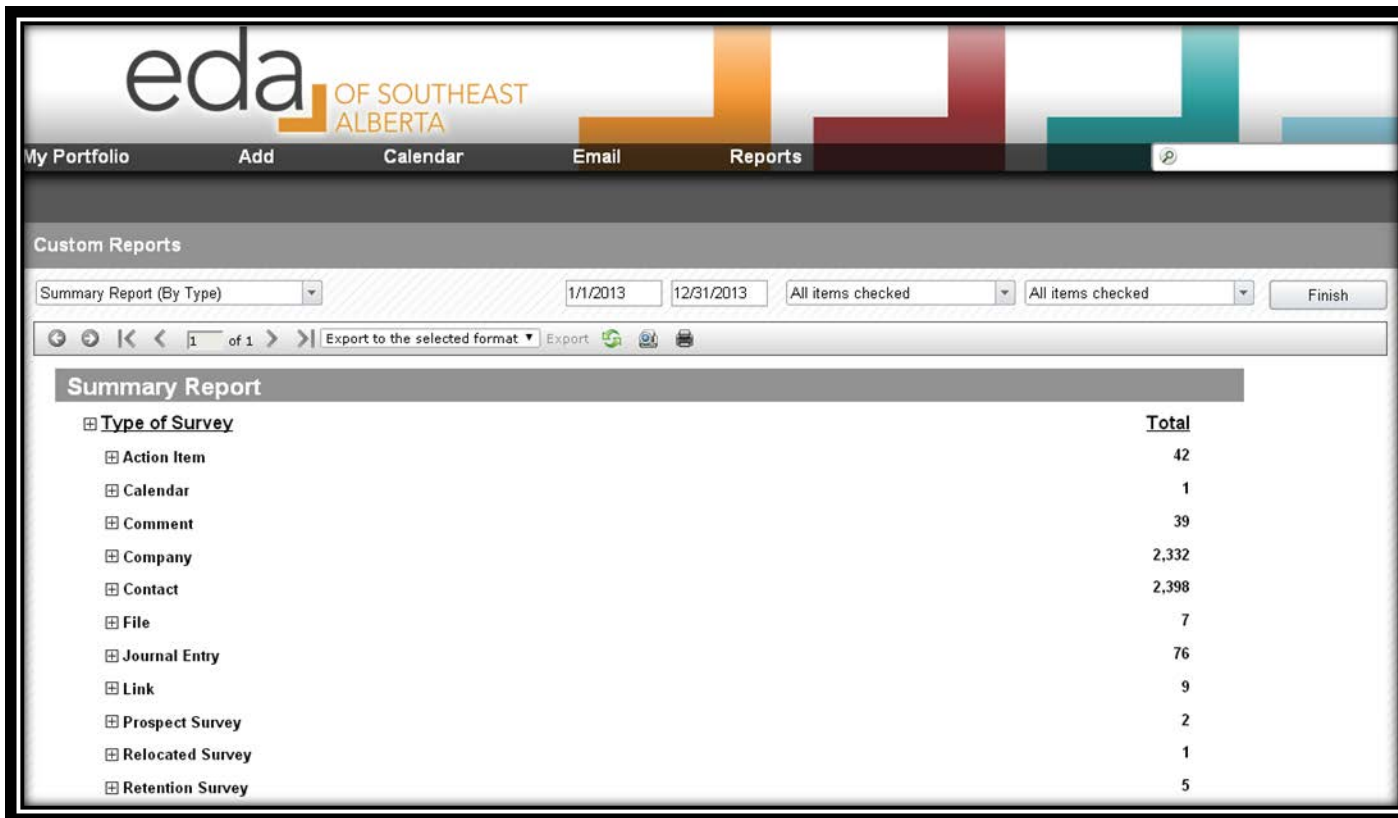 eda OF SOUTHEAST
ALBERTA
My Portfolio Add Calendar Email Reports
Custom Reports
Summary Report (By Type) 1/1/2013 12/31/2013 All items checked All items checked Finish
1 of 1 Export to the selected format Export
Summary Report
Type of Survey Total
Action Item 42
Calendar 1
Comment 39
Company 2,332
Contact 2,398
File 7
Journal Entry 76
Link 9
Prospect Survey 2
Relocated Survey 1
Retention Survey 5